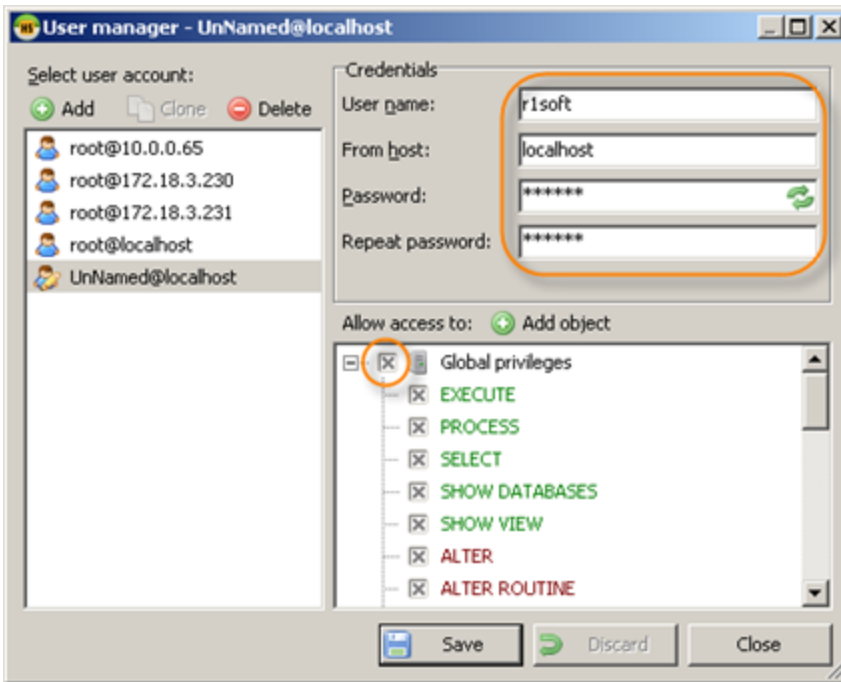 HS User manager - UnNamed@localhost
Select user account:
Add Clone Delete
root@10.0.0.65
root@172.18.3.230
root@172.18.3.231
root@localhost
UnNamed@localhost
Credentials
User name: r1soft
From host: localhost
Password: ******
Repeat password: ******
Allow access to: Add object
Global privileges
EXECUTE
PROCESS
SELECT
SHOW DATABASES
SHOW VIEW
ALTER
ALTER ROUTINE
Save Discard Close